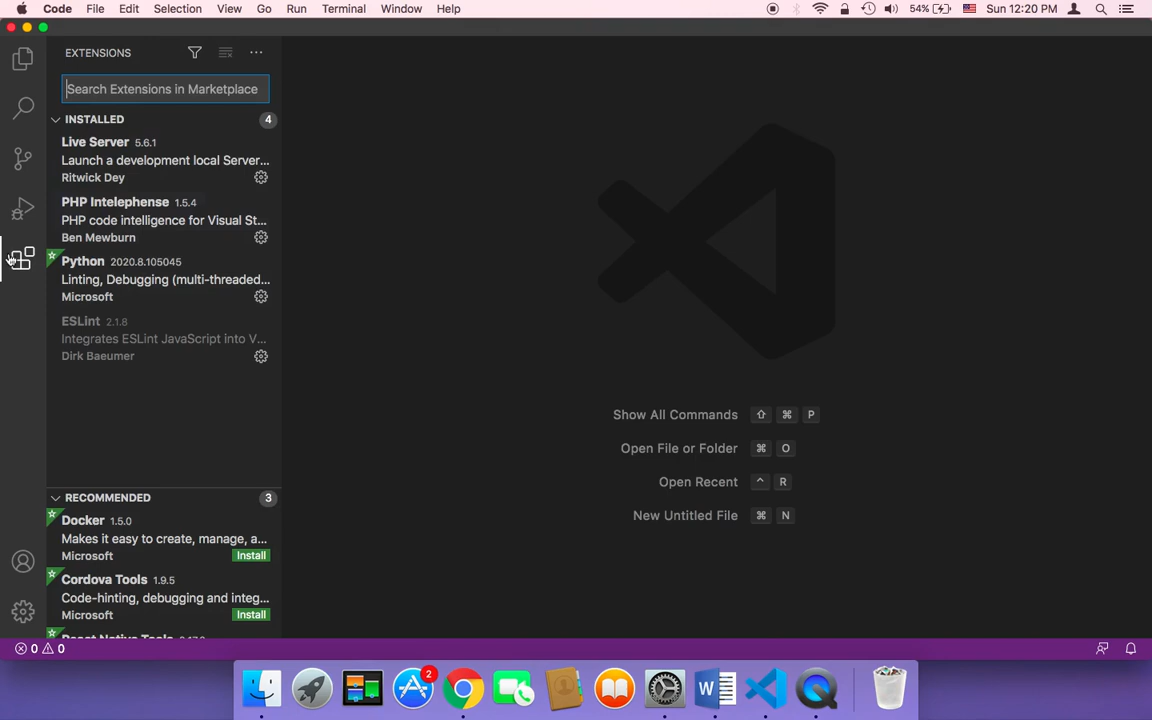 Code File Edit Selection View Go Run Terminal Window Help 54% Sun 12:20 PM
EXTENSIONS
Search Extensions in Marketplace
INSTALLED 4
Live Server 5.6.1
Launch a development local Server...
Ritwick Dey
PHP Intelephense 1.5.4
PHP code intelligence for Visual St...
Ben Mewburn
Python 2020.8.105045
Linting, Debugging (multi-threaded...
Microsoft
ESLint 2.1.8
Integrates ESLint JavaScript into V...
Dirk Baeumer
Show All Commands ⇧ ⌘ P
Open File or Folder ⌘ O
Open Recent ^ R
New Untitled File ⌘ N
RECOMMENDED 3
Docker 1.5.0
Makes it easy to create, manage, a...
Microsoft Install
Cordova Tools 1.9.5
Code-hinting, debugging and integ...
Microsoft Install
React Native Tools
0 0
2